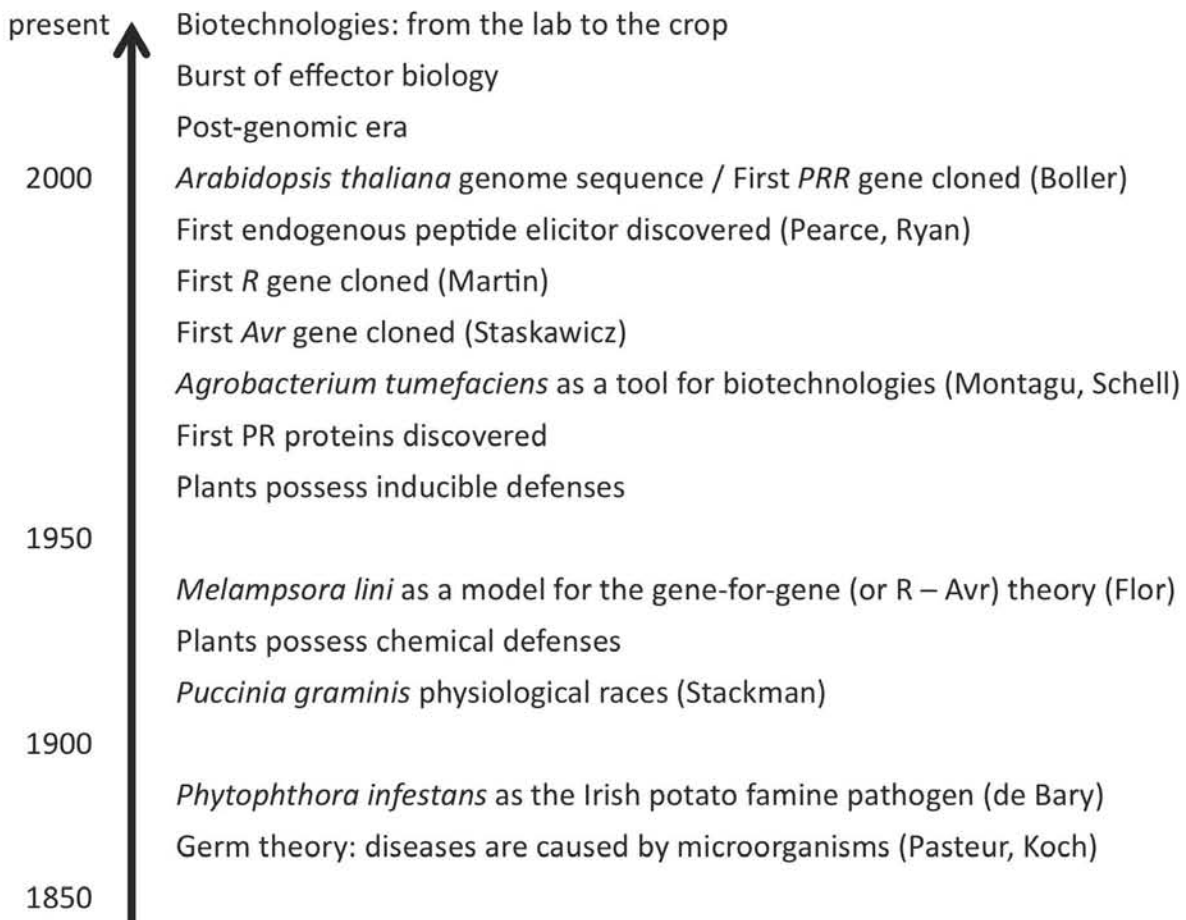 present Biotechnologies: from the lab to the crop
Burst of effector biology
Post-genomic era
2000 Arabidopsis thaliana genome sequence / First PRR gene cloned (Boller)
First endogenous peptide elicitor discovered (Pearce, Ryan)
First R gene cloned (Martin)
First Avr gene cloned (Staskawicz)
Agrobacterium tumefaciens as a tool for biotechnologies (Montagu, Schell)
First PR proteins discovered
Plants possess inducible defenses
1950
Melampsora lini as a model for the gene-for-gene (or R – Avr) theory (Flor)
Plants possess chemical defenses
Puccinia graminis physiological races (Stackman)
1900
Phytophthora infestans as the Irish potato famine pathogen (de Bary)
Germ theory: diseases are caused by microorganisms (Pasteur, Koch)
1850